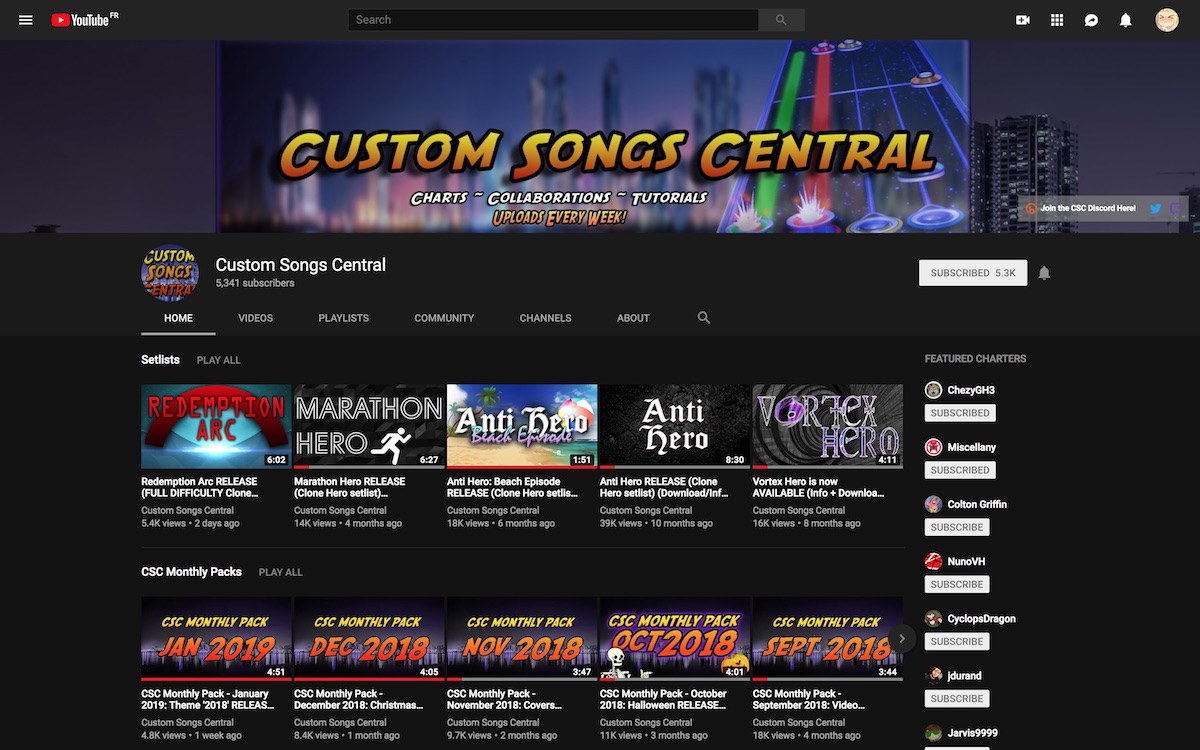 YouTube FR
Search
Custom Songs Central
Charts ~ Collaborations ~ Tutorials
Uploads Every Week!
Join the CSC Discord Here!
Custom Songs Central
Custom Songs Central
5,341 subscribers
SUBSCRIBED 5.3K
HOME VIDEOS PLAYLISTS COMMUNITY CHANNELS ABOUT
Setlists PLAY ALL
REDEMPTION ARC
6:02
MARATHON HERO
6:27
Anti Hero
Beach Episode
1:51
Anti Hero
8:30
VORTEX HERO
4:11
Redemption Arc RELEASE
(FULL DIFFICULTY Clone...
Custom Songs Central
5.4K views • 2 days ago
Marathon Hero RELEASE
(Clone Hero setlist)...
Custom Songs Central
14K views • 4 months ago
Anti Hero: Beach Episode
RELEASE (Clone Hero setlis...
Custom Songs Central
18K views • 6 months ago
Anti Hero RELEASE (Clone
Hero setlist) (Download/Inf...
Custom Songs Central
39K views • 10 months ago
Vortex Hero is now
AVAILABLE (Info + Downloa...
Custom Songs Central
16K views • 8 months ago
CSC Monthly Packs PLAY ALL
CSC MONTHLY PACK
JAN 2019
4:51
CSC MONTHLY PACK
DEC 2018
4:05
CSC MONTHLY PACK
NOV 2018
3:47
CSC MONTHLY PACK
OCT 2018
4:01
CSC MONTHLY PACK
SEPT 2018
3:44
CSC Monthly Pack - January
2019: Theme '2018' RELEAS...
Custom Songs Central
4.8K views • 1 week ago
CSC Monthly Pack -
December 2018: Christmas...
Custom Songs Central
8.4K views • 1 month ago
CSC Monthly Pack -
November 2018: Covers...
Custom Songs Central
9.7K views • 2 months ago
CSC Monthly Pack - October
2018: Halloween RELEASE...
Custom Songs Central
11K views • 3 months ago
CSC Monthly Pack -
September 2018: Video...
Custom Songs Central
18K views • 4 months ago
FEATURED CHARTERS
ChezyGH3
SUBSCRIBED
Miscellany
SUBSCRIBED
Colton Griffin
SUBSCRIBE
NunoVH
SUBSCRIBE
CyclopsDragon
SUBSCRIBE
jdurand
SUBSCRIBE
Jarvis9999